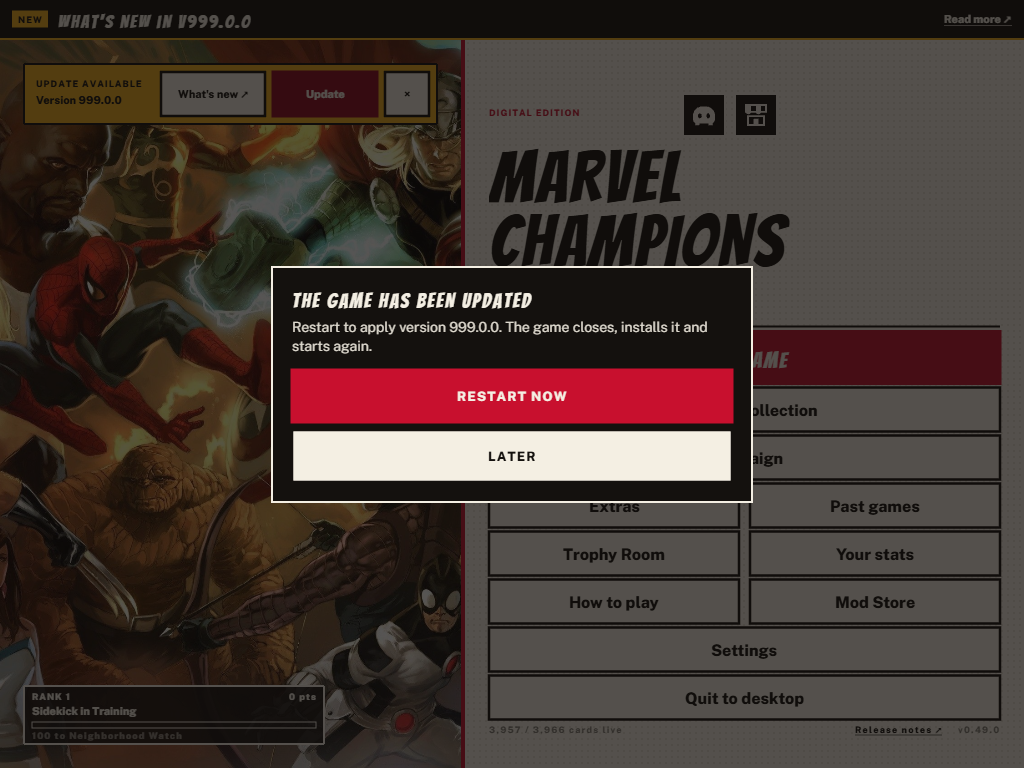 NEW WHAT'S NEW IN V999.0.0 Read more ↗
UPDATE AVAILABLE
Version 999.0.0
What's new ↗
Update
×
DIGITAL EDITION
MARVEL
CHAMPIONS
THE GAME HAS BEEN UPDATED
Restart to apply version 999.0.0. The game closes, installs it and
starts again.
RESTART NOW
LATER
AME
ollection
aign
Extras
Past games
Trophy Room
Your stats
How to play
Mod Store
Settings
Quit to desktop
RANK 1 0 pts
Sidekick in Training
100 to Neighborhood Watch
3,957 / 3,966 cards live
Release notes ↗ v0.49.0